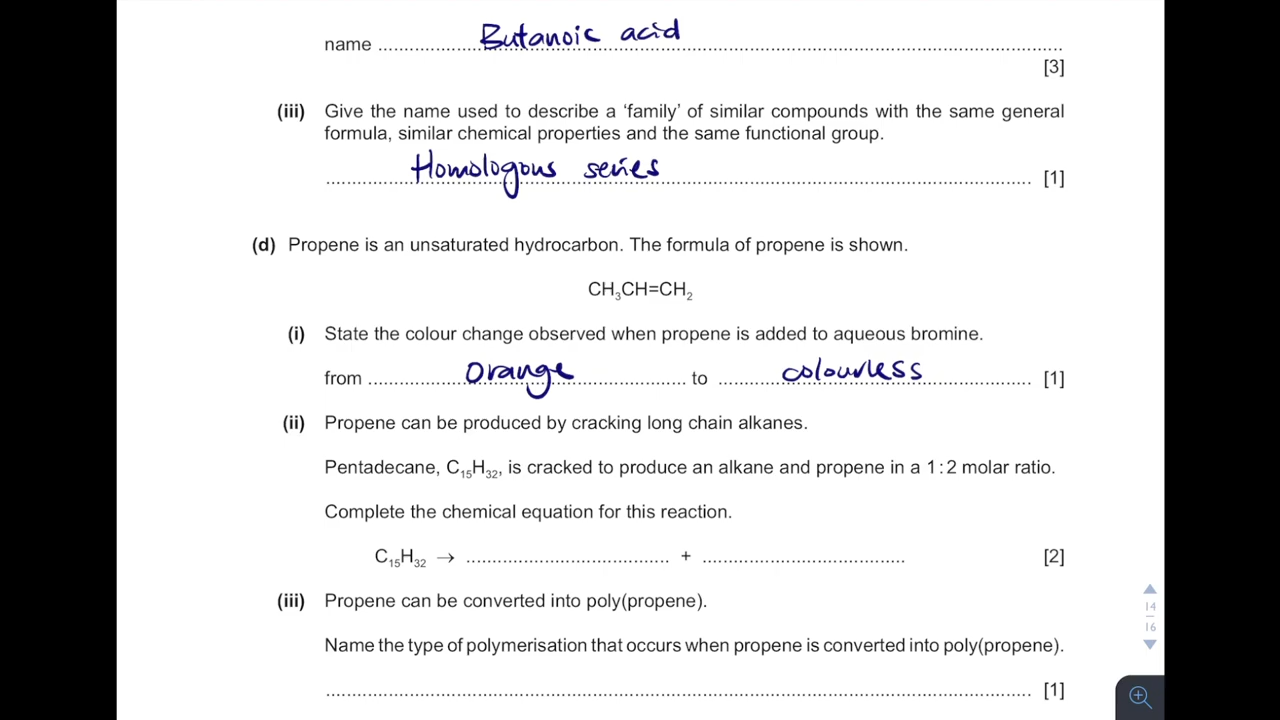 name ........................ Butanoic acid ........................
[3]
(iii) Give the name used to describe a ‘family’ of similar compounds with the same general
formula, similar chemical properties and the same functional group.
........................ Homologous series ........................ [1]
(d) Propene is an unsaturated hydrocarbon. The formula of propene is shown.
CH₃CH=CH₂
(i) State the colour change observed when propene is added to aqueous bromine.
from ........................ Orange ........................ to ........................ colourless ........................ [1]
(ii) Propene can be produced by cracking long chain alkanes.
Pentadecane, C₁₅H₃₂, is cracked to produce an alkane and propene in a 1 : 2 molar ratio.
Complete the chemical equation for this reaction.
C₁₅H₃₂ → ........................ + ........................ [2]
(iii) Propene can be converted into poly(propene).
14
16
Name the type of polymerisation that occurs when propene is converted into poly(propene).
........................ [1]